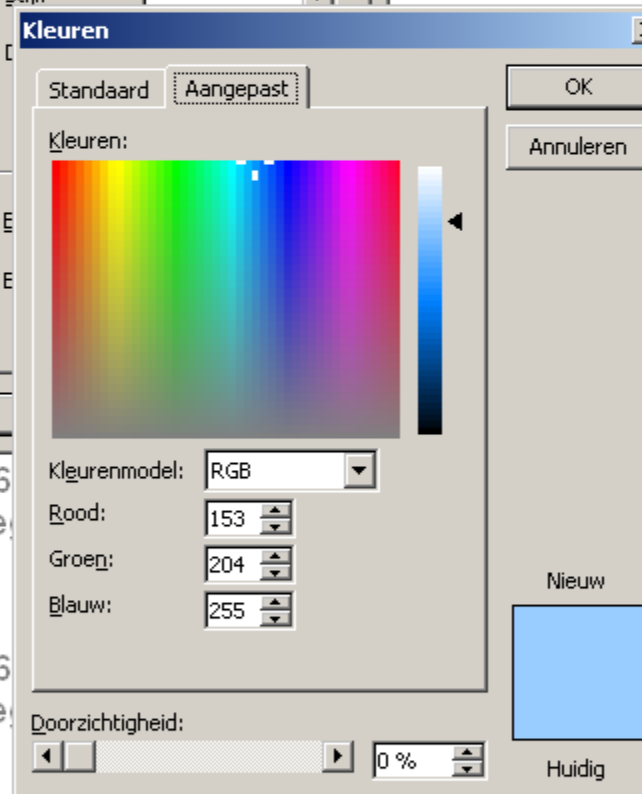 Kleuren
Standaard
Aangepast
OK
Annuleren
Kleuren:
Kleurenmodel: RGB
Rood: 153
Groen: 204
Blauw: 255
Nieuw
Doorzichtigheid:
0 %
Huidig